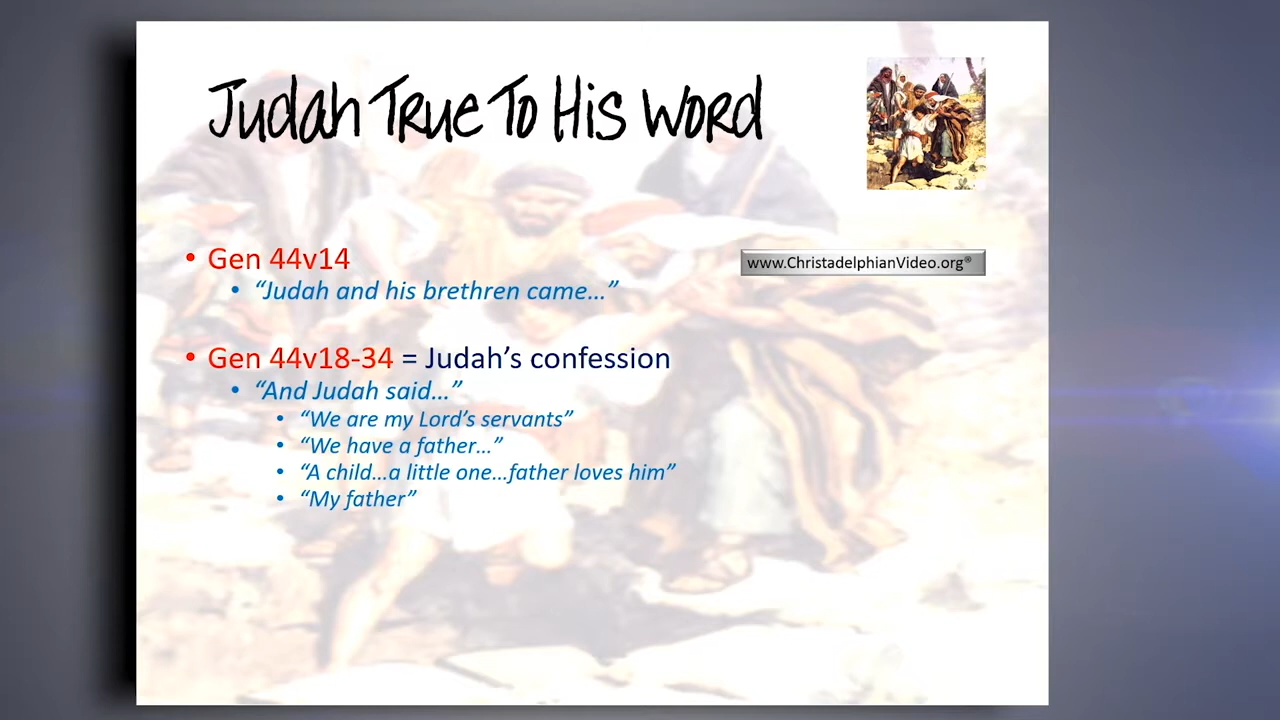 Judah True To His Word
www.ChristadelphianVideo.org®
• Gen 44v14
• “Judah and his brethren came…”
• Gen 44v18-34 = Judah’s confession
• “And Judah said…”
• “We are my Lord’s servants”
• “We have a father…”
• “A child…a little one…father loves him”
• “My father”